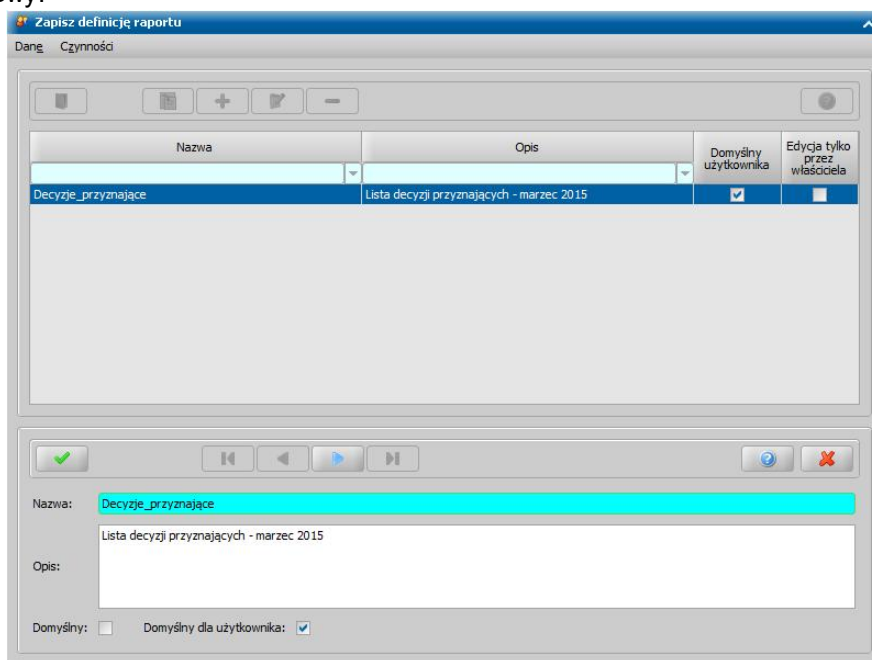 Zapisz definicję raportu
Dane Czynności
Nazwa Opis Domyślny użytkownika Edycja tylko przez właściciela
Decyzje_przyznające Lista decyzji przyznających - marzec 2015
Nazwa: Decyzje_przyznające
Lista decyzji przyznających - marzec 2015
Opis:
Domyślny: Domyślny dla użytkownika: